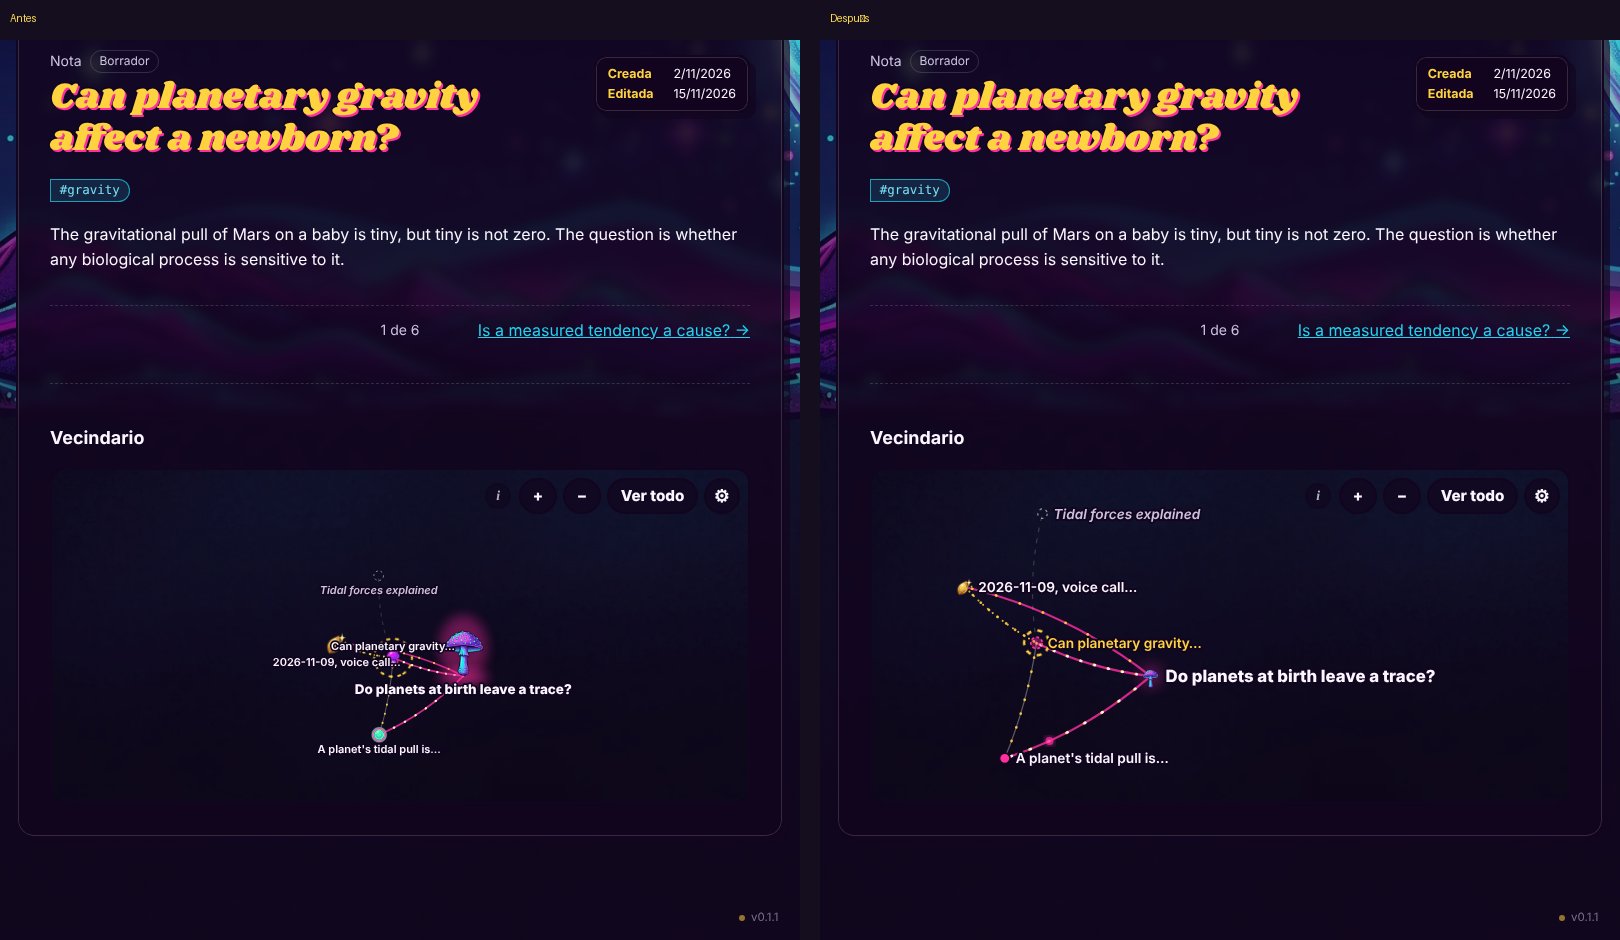 Antes
Nota
Borrador
Can planetary gravity
affect a newborn?
Creada 2/11/2026
Editada 15/11/2026
#gravity
The gravitational pull of Mars on a baby is tiny, but tiny is not zero. The question is whether
any biological process is sensitive to it.
1 de 6
Is a measured tendency a cause? →
Vecindario
i
+
−
Ver todo
Tidal forces explained
Can planetary gravity...
2026-11-09, voice call...
Do planets at birth leave a trace?
A planet's tidal pull is...
v0.1.1
Despu□s
Nota
Borrador
Can planetary gravity
affect a newborn?
Creada 2/11/2026
Editada 15/11/2026
#gravity
The gravitational pull of Mars on a baby is tiny, but tiny is not zero. The question is whether
any biological process is sensitive to it.
1 de 6
Is a measured tendency a cause? →
Vecindario
i
+
−
Ver todo
Tidal forces explained
2026-11-09, voice call...
Can planetary gravity...
Do planets at birth leave a trace?
A planet's tidal pull is...
v0.1.1